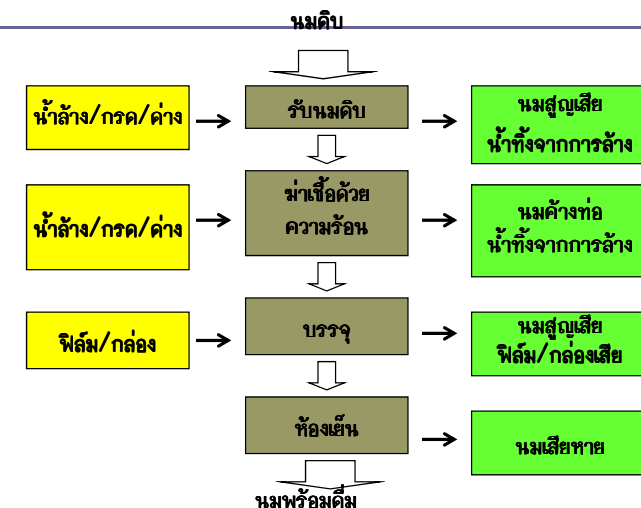 นมดิบ
น้ำล้าง/กรด/ด่าง
รับนมดิบ
นมสูญเสีย
น้ำทิ้งจากการล้าง
น้ำล้าง/กรด/ด่าง
ฆ่าเชื้อด้วย
ความร้อน
นมค้างท่อ
น้ำทิ้งจากการล้าง
ฟิล์ม/กล่อง
บรรจุ
นมสูญเสีย
ฟิล์ม/กล่องเสีย
ห้องเย็น
นมเสียหาย
นมพร้อมดื่ม